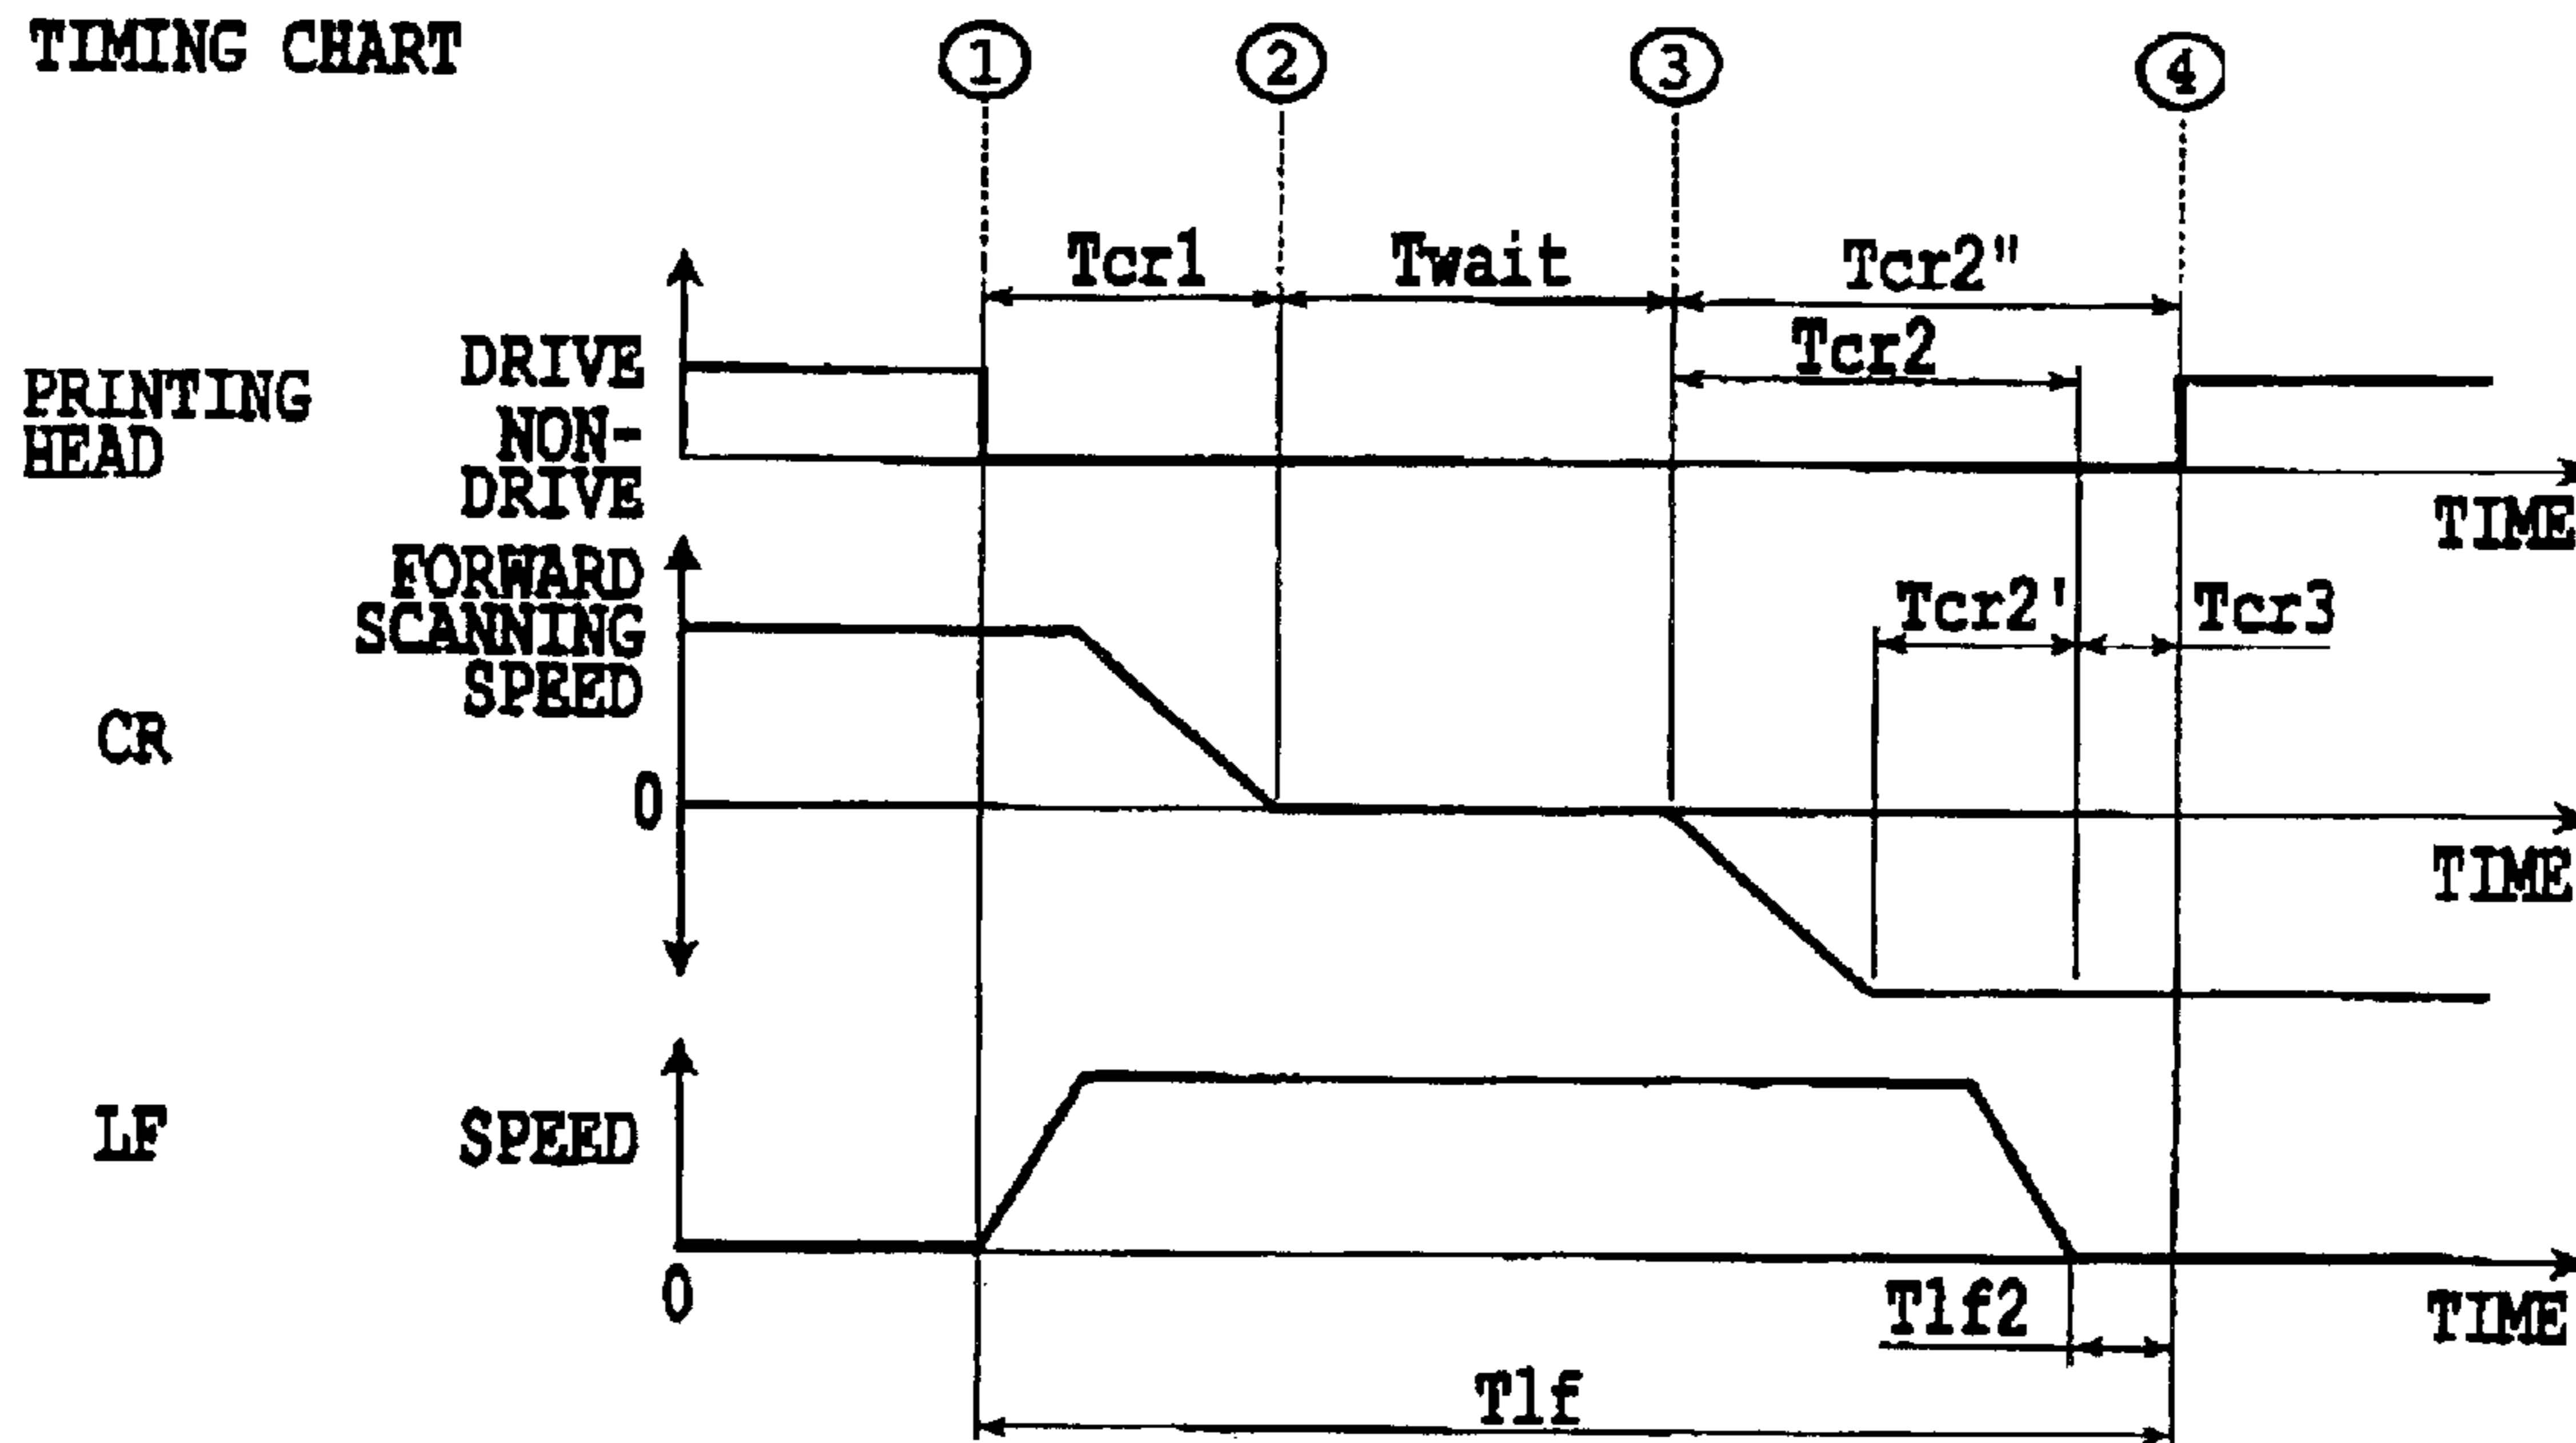 TIMING CHART
① ② ③ ④
Tcr1 Twait Tcr2"
Tcr2
PRINTING
HEAD
DRIVE
NON-
DRIVE
TIME
FORWARD
SCANNING
SPEED
Tcr2' Tcr3
CR
0
TIME
LF
SPEED
0
Tlf2
TIME
Tlf